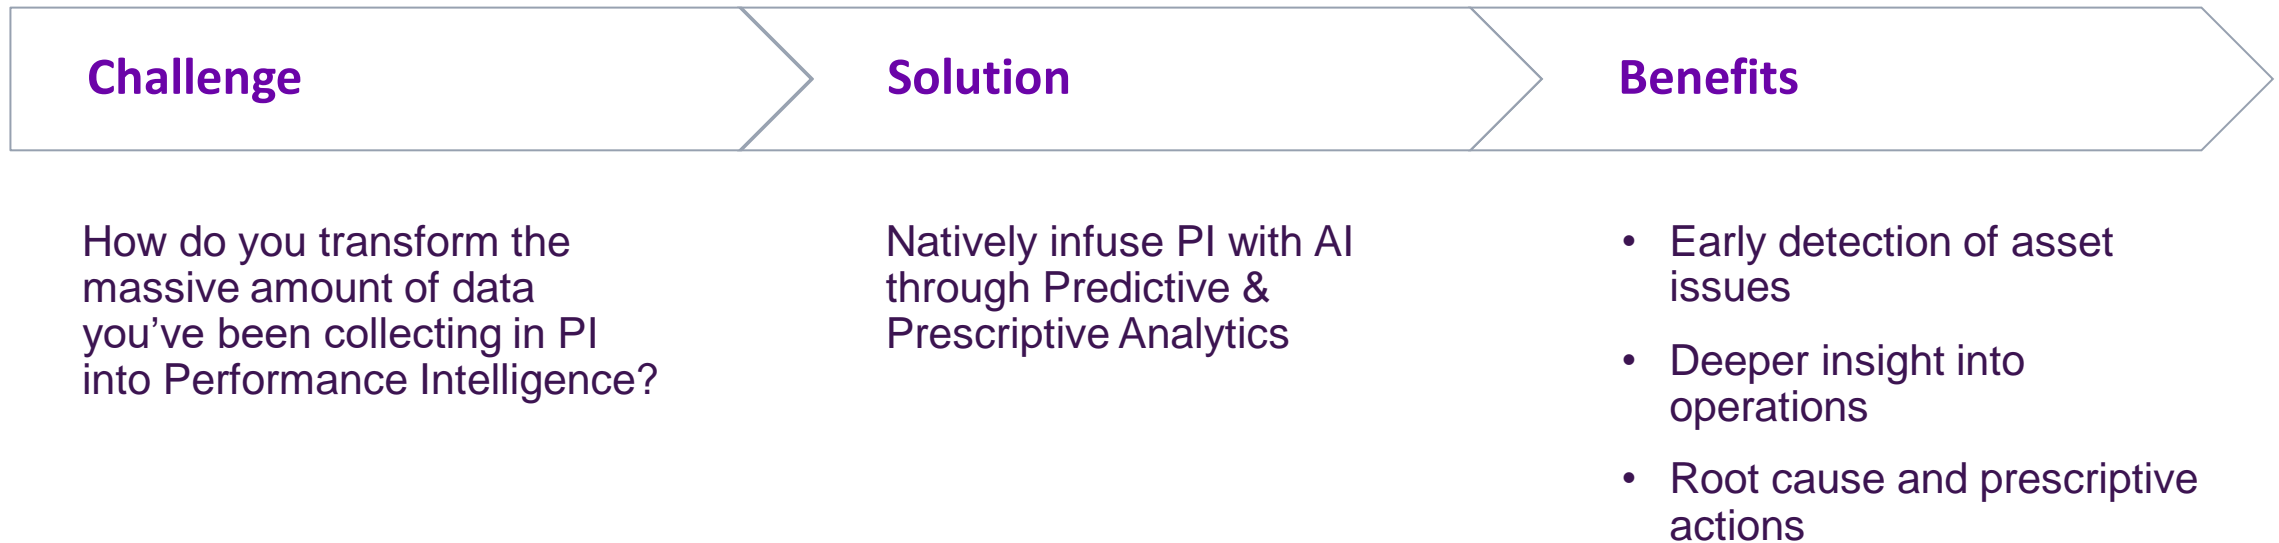 Challenge
Solution
Benefits
How do you transform the
massive amount of data
you’ve been collecting in PI
into Performance Intelligence?
Natively infuse PI with AI
through Predictive &
Prescriptive Analytics
• Early detection of asset
issues
• Deeper insight into
operations
• Root cause and prescriptive
actions